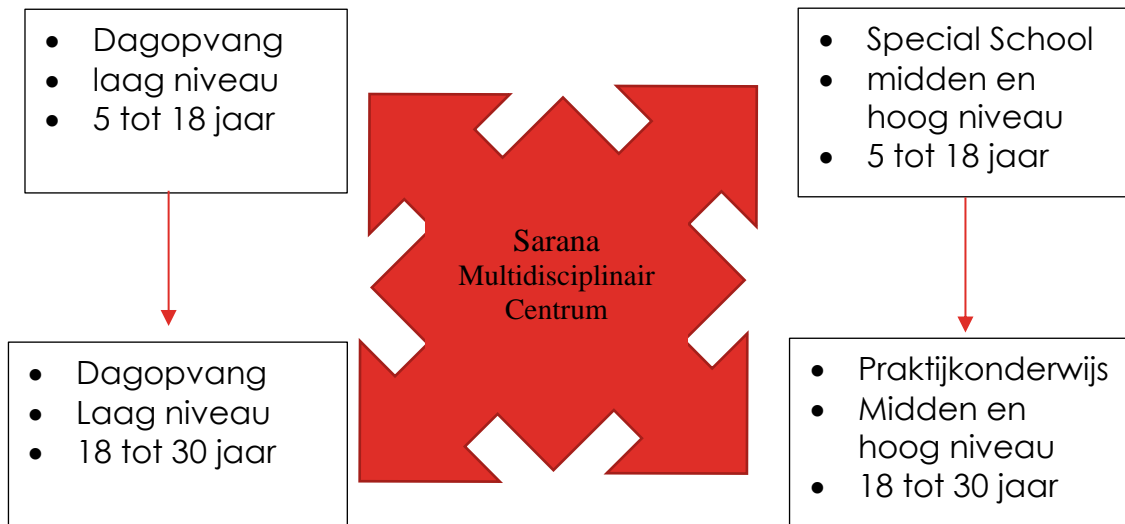 • Dagopvang
• laag niveau
• 5 tot 18 jaar
• Special School
• midden en
hoog niveau
• 5 tot 18 jaar
Sarana
Multidisciplinair
Centrum
• Dagopvang
• Laag niveau
• 18 tot 30 jaar
• Praktijkonderwijs
• Midden en
hoog niveau
• 18 tot 30 jaar